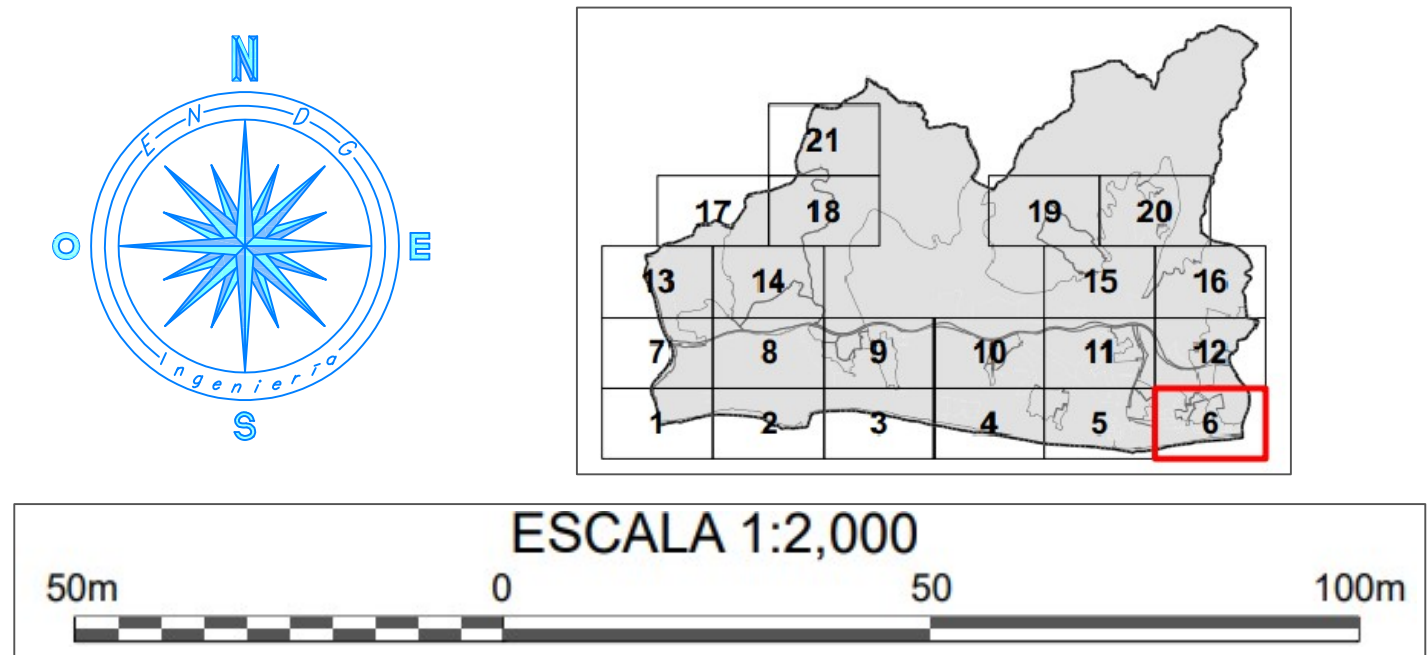 N
E N D G
O E
Ingeniería
S
21
17 18 19 20
13 14 15 16
7 8 9 10 11 12
1 2 3 4 5 6
ESCALA 1:2,000
50m 0 50 100m